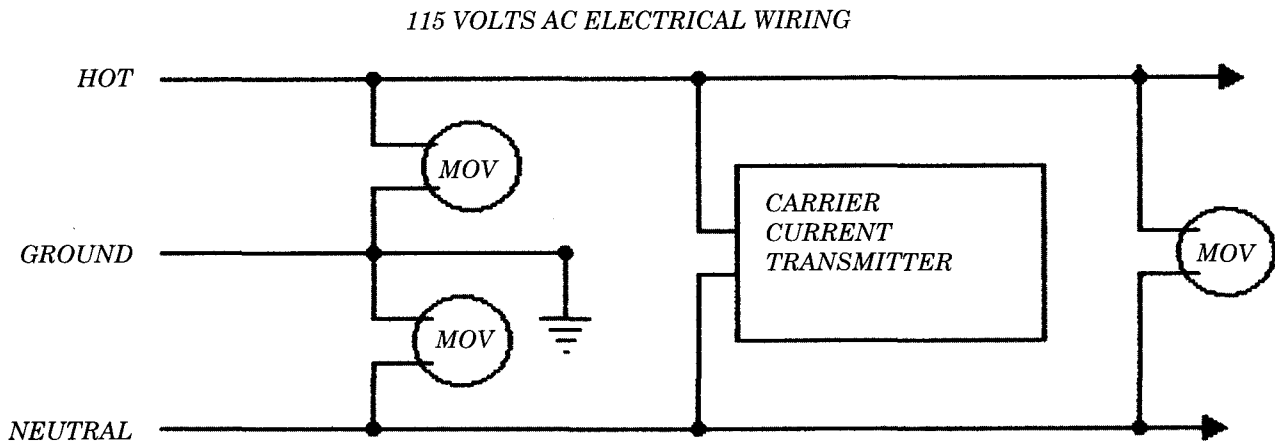 115 VOLTS AC ELECTRICAL WIRING
HOT
MOV
CARRIER
CURRENT
TRANSMITTER
GROUND
MOV
MOV
NEUTRAL